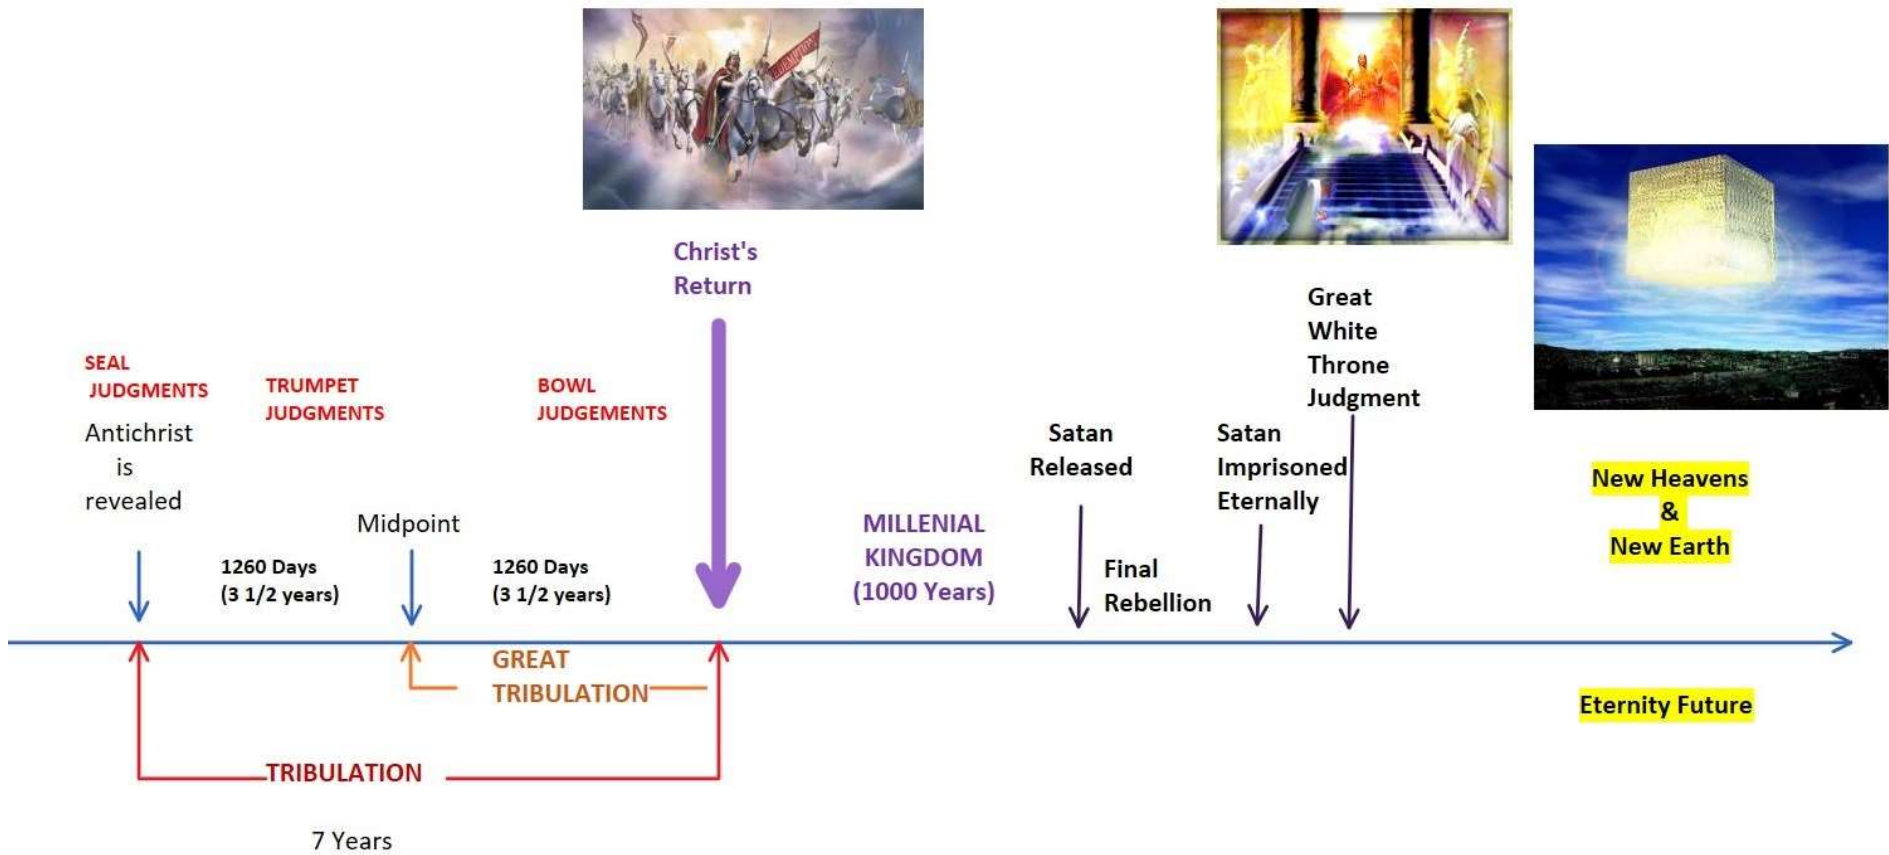 REDEMPTION
Christ's
Return
Great
White
Throne
Judgment
SEAL
JUDGMENTS
TRUMPET
JUDGMENTS
BOWL
JUDGEMENTS
Antichrist
is
revealed
Midpoint
1260 Days
(3 1/2 years)
1260 Days
(3 1/2 years)
MILLENIAL
KINGDOM
(1000 Years)
Satan
Released
Final
Rebellion
Satan
Imprisoned
Eternally
New Heavens
&
New Earth
GREAT
TRIBULATION
Eternity Future
TRIBULATION
7 Years